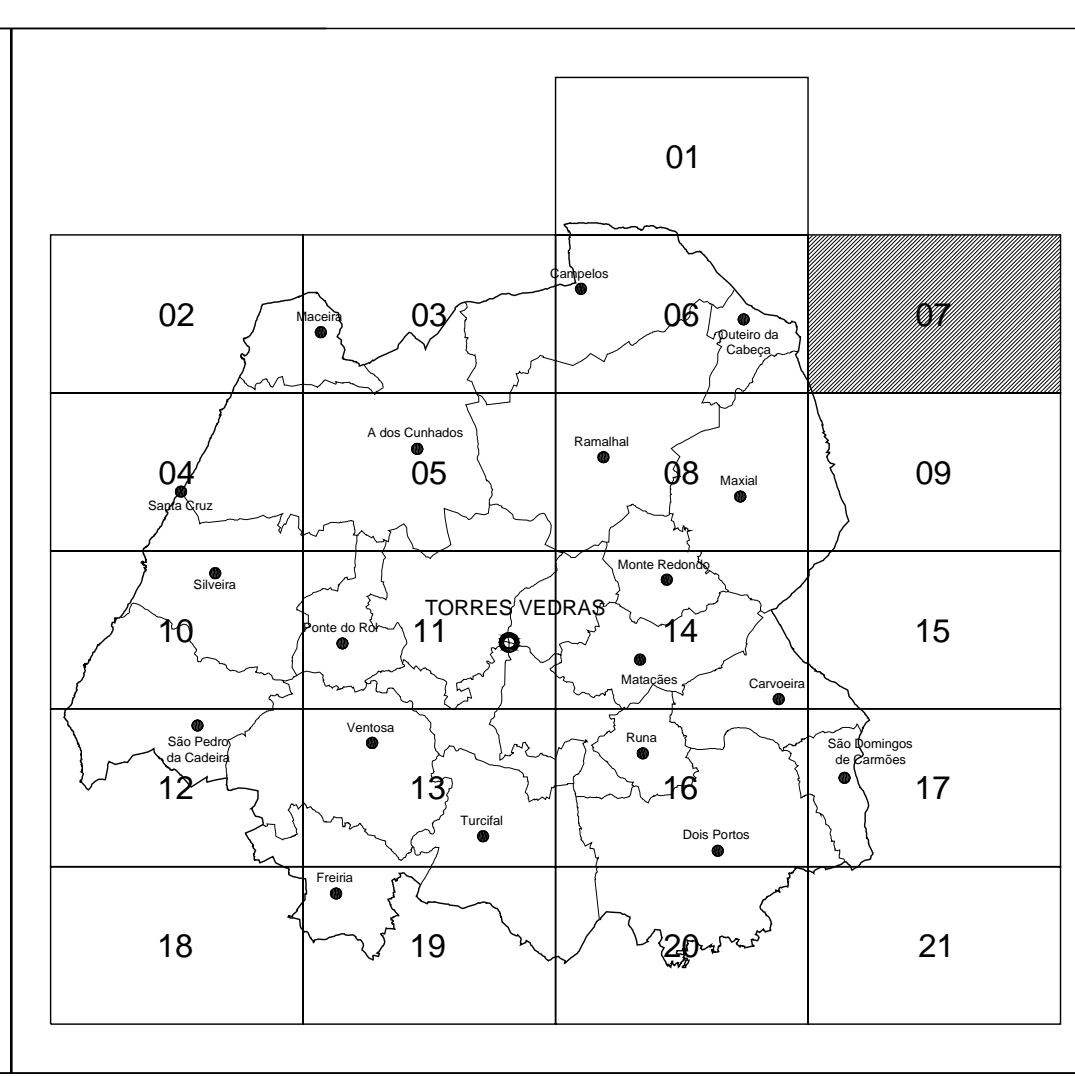 01
Campelos
02
Maceira
03
06
Outeiro da
Cabeça
07
A dos Cunhados
Ramalhal
04
Santa Cruz
05
08
Maxial
09
Silveira
Monte Redondo
TORRES VEDRAS
10
Ponte do Rol
11
14
15
Matacães
Carvoeira
São Pedro
da Cadeira
Ventosa
Runa
São Domingos
de Carmões
12
13
16
17
Turcifal
Dois Portos
Freiria
18
19
20
21